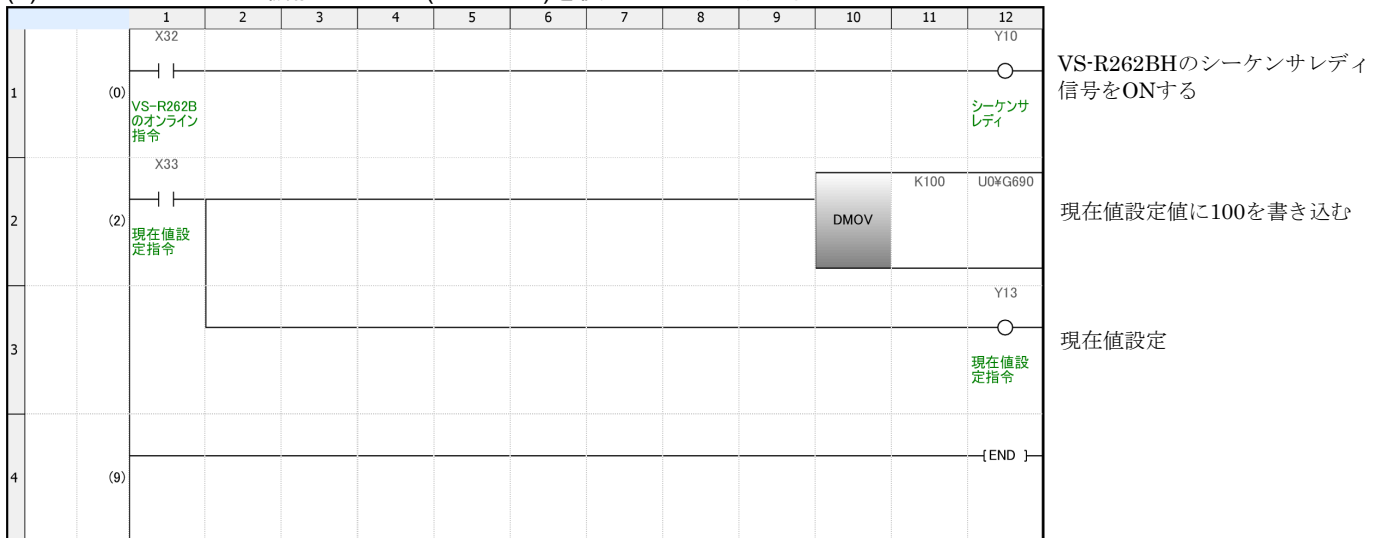 1 2 3 4 5 6 7 8 9 10 11 12
X32 Y10
1 (0)
VS-R262B
のオンライン
指令
シーケンサ
レディ
VS-R262BHのシーケンサレディ
信号をONする
X33
2 (2)
現在値設
定指令
DMOV K100 U0¥G690
現在値設定値に100を書き込む
Y13
3
現在値設
定指令
現在値設定
4 (9)
[END]